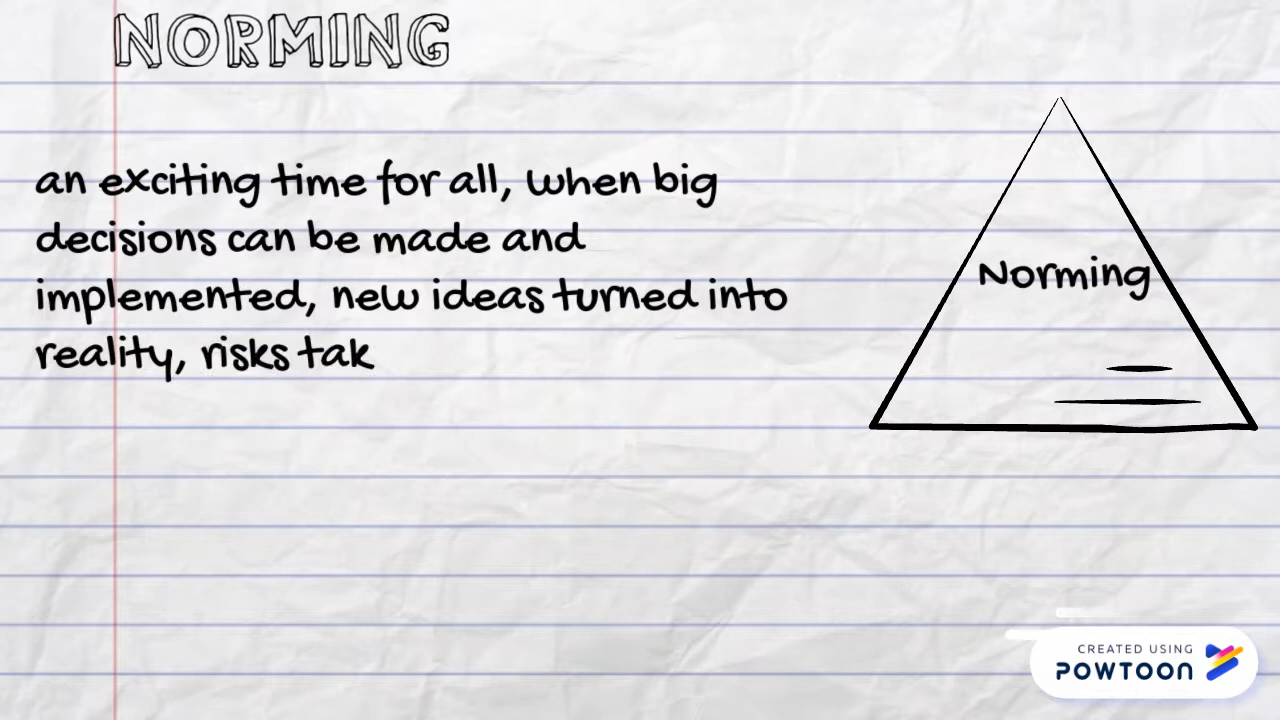 NORMING
an exciting time for all, when big
decisions can be made and
implemented, new ideas turned into
reality, risks tak
Norming
CREATED USING
POWTOON